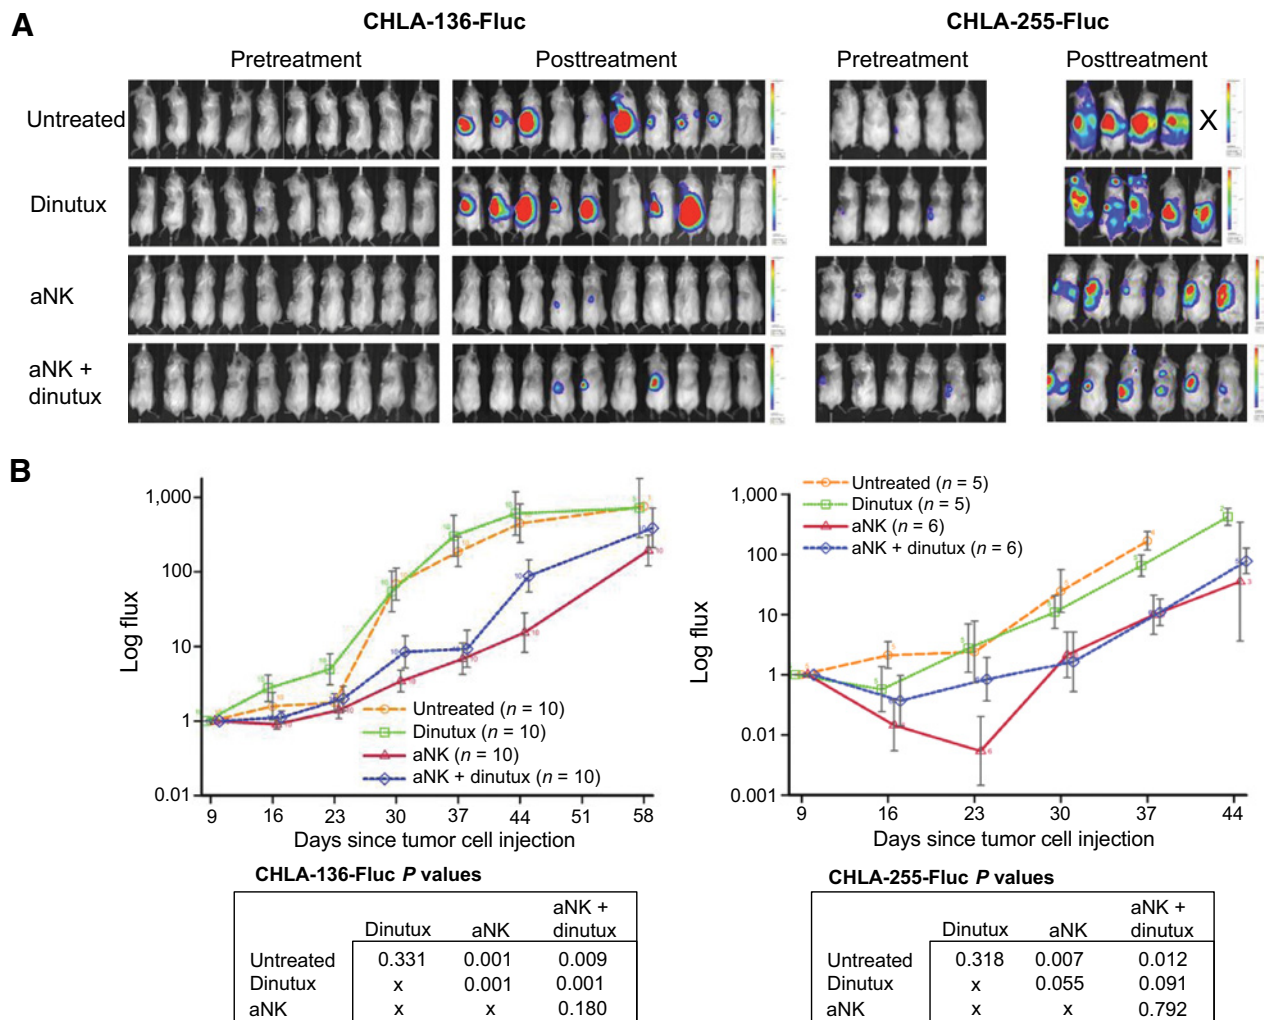 A
CHLA-136-Fluc
CHLA-255-Fluc
Pretreatment
Posttreatment
Pretreatment
Posttreatment
Untreated
X
Dinutux
aNK
aNK +
dinutux
B
1,000
100
10
1
0.01
Log flux
9 16 23 30 37 44 51 58
Days since tumor cell injection
Untreated (n = 10)
Dinutux (n = 10)
aNK (n = 10)
aNK + dinutux (n = 10)
Untreated (n = 5)
Dinutux (n = 5)
aNK (n = 6)
aNK + dinutux (n = 6)
1,000
100
10
1
0.01
0.001
Log flux
9 16 23 30 37 44
Days since tumor cell injection
CHLA-136-Fluc P values
aNK +
Dinutux aNK dinutux
Untreated 0.331 0.001 0.009
Dinutux x 0.001 0.001
aNK x x 0.180
CHLA-255-Fluc P values
aNK +
Dinutux aNK dinutux
Untreated 0.318 0.007 0.012
Dinutux x 0.055 0.091
aNK x x 0.792